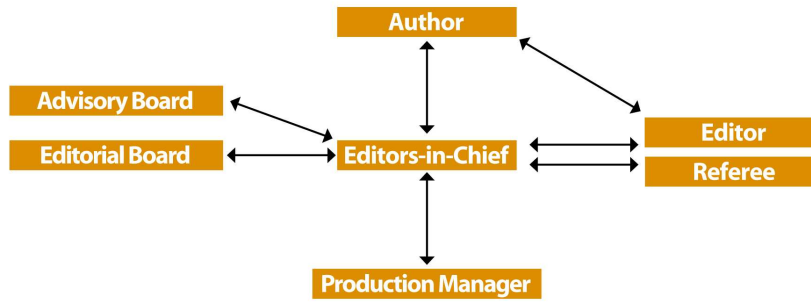 Author
Advisory Board
Editor
Editorial Board
Editors-in-Chief
Referee
Production Manager